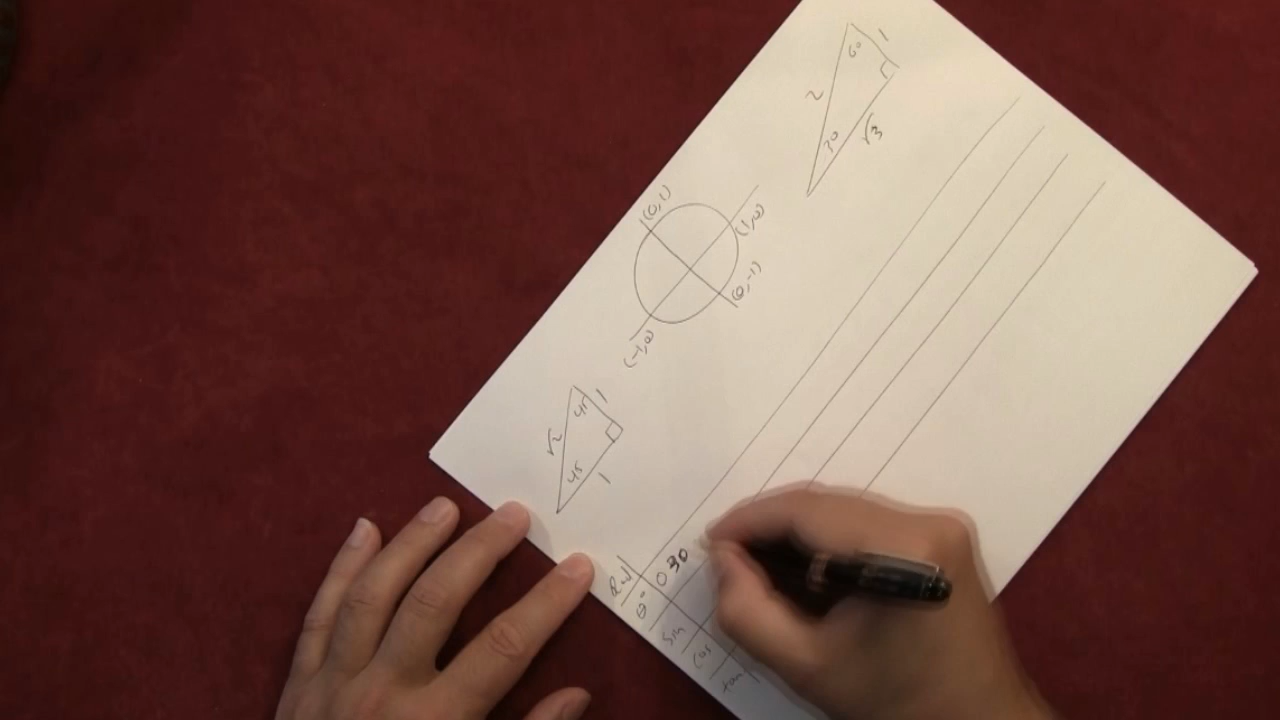 √2
45
45
1
1
(0,1)
(1,0)
(-1,0)
(0,-1)
2
60
1
30
√3
Rad
θ° 0 30
sin
cos
tan